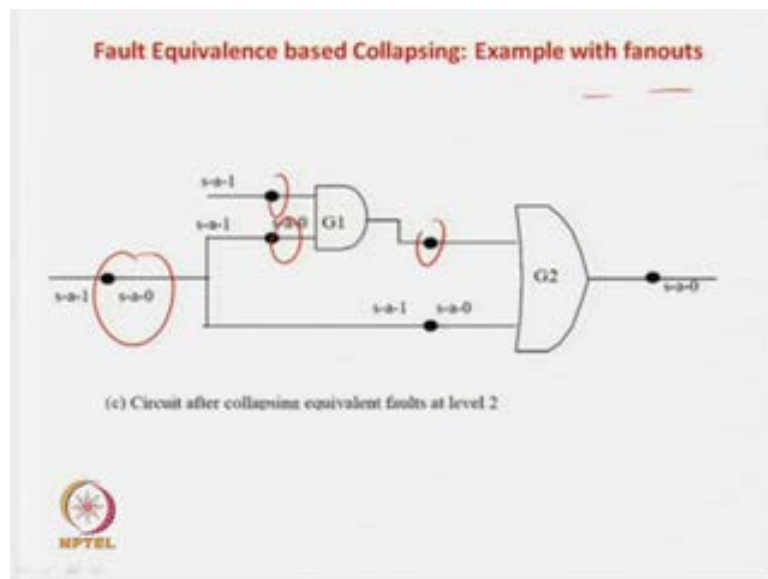 Fault Equivalence based Collapsing: Example with fanouts
s-a-1
s-a-1 s-a-0 G1
G2
s-a-1 s-a-0
s-a-0
s-a-1 s-a-0
(c) Circuit after collapsing equivalent faults at level 2
NPTEL